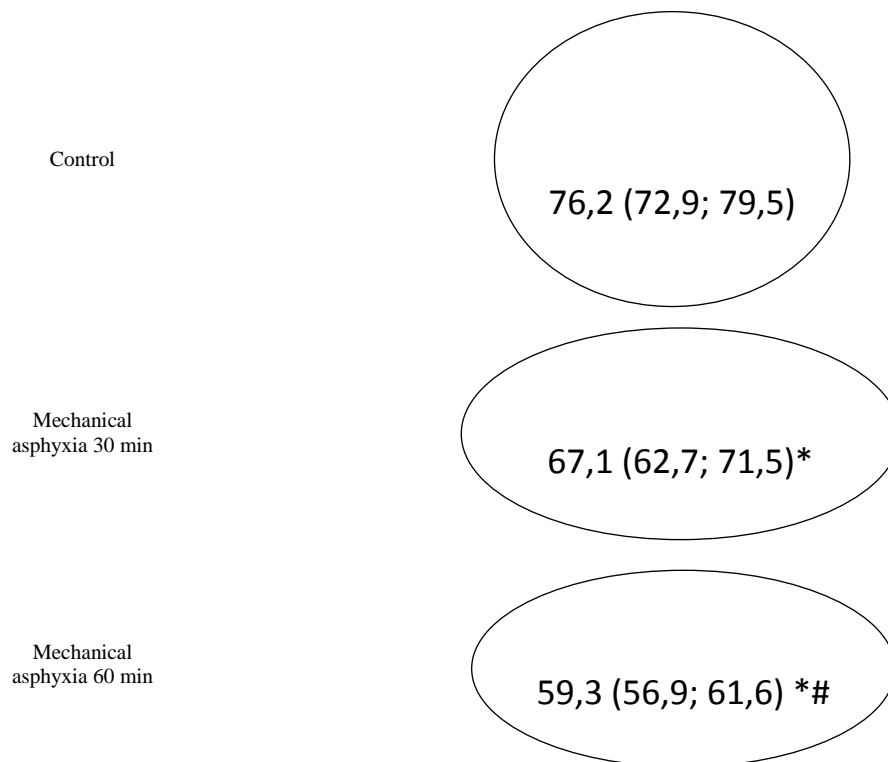 Control
76,2 (72,9; 79,5)
Mechanical
asphyxia 30 min
67,1 (62,7; 71,5)*
Mechanical
asphyxia 60 min
59,3 (56,9; 61,6) *#